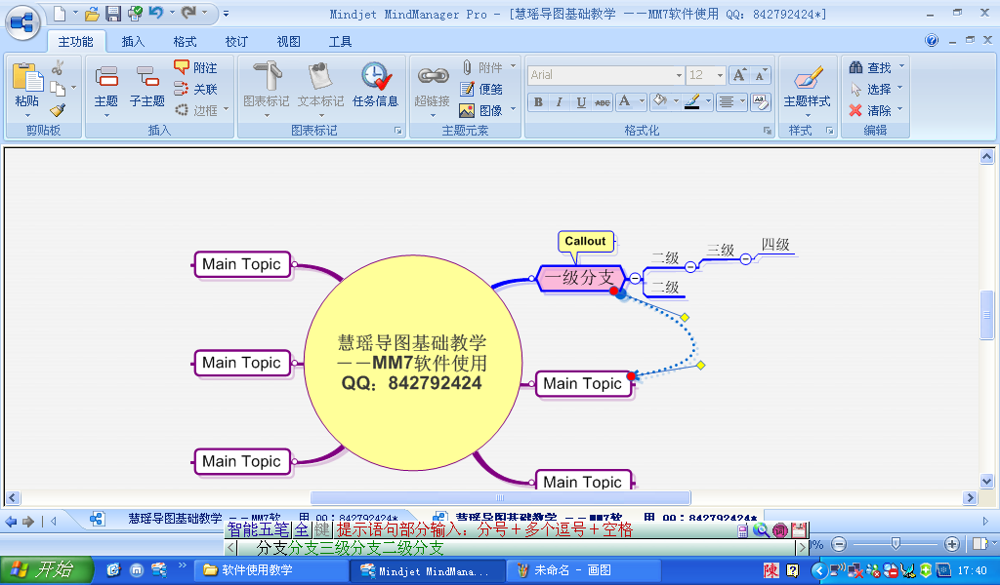 Mindjet MindManager Pro - [慧瑶导图基础教学 －－MM7软件使用 QQ：842792424*]
主功能 插入 格式 校订 视图 工具
粘贴 主题 子主题 附注 关联 边框 图表标记 文本标记 任务信息 超链接 附件 便笺 图像 Arial 12 主题样式 查找 选择 清除
B I U ABC A
剪贴板 插入 图表标记 主题元素 格式化 样式 编辑
Callout
一级分支
二级
三级
四级
二级
Main Topic
慧瑶导图基础教学
－－MM7软件使用
QQ：842792424
Main Topic
Main Topic
Main Topic
Main Topic
慧瑶导图基础教学 －－MM7软 用 QQ：842792424*
慧瑶导图基础教学 －－MM7软 用 QQ：842792424*
智能五笔 全 键 提示语句部分输入：分号＋多个逗号＋空格
分支分支三级分支二级分支
开始 软件使用教学 Mindjet MindMana... 未命名 - 画图 陳 17:40